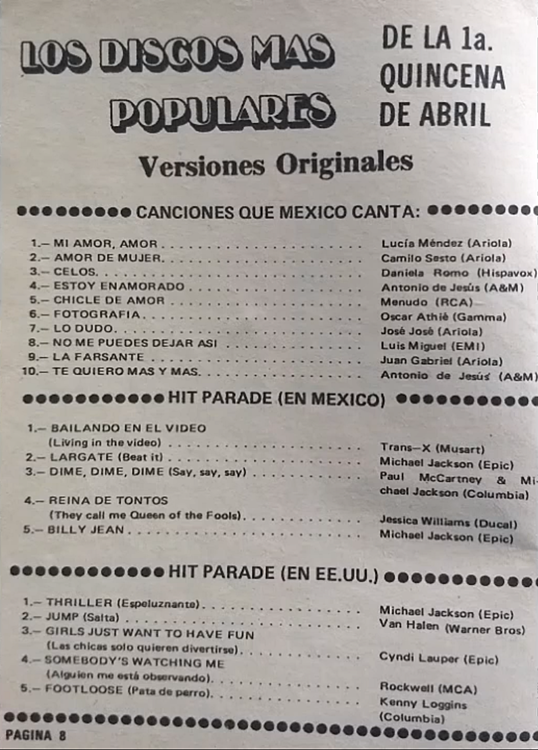 LOS DISCOS MAS
POPULARES
DE LA 1a.
QUINCENA
DE ABRIL
Versiones Originales
CANCIONES QUE MEXICO CANTA:
1.— MI AMOR, AMOR . . . . . . . . . . Lucía Méndez (Ariola)
2.— AMOR DE MUJER. . . . . . . . . . Camilo Sesto (Ariola)
3.— CELOS. . . . . . . . . . Daniela Romo (Hispavox)
4.— ESTOY ENAMORADO . . . . . . . . . . Antonio de Jesús (A&M)
5.— CHICLE DE AMOR . . . . . . . . . . Menudo (RCA)
6.— FOTOGRAFIA . . . . . . . . . . Oscar Athié (Gamma)
7.— LO DUDO. . . . . . . . . . José José (Ariola)
8.— NO ME PUEDES DEJAR ASI . . . . . . . . . . Luis Miguel (EMI)
9.— LA FARSANTE . . . . . . . . . . Juan Gabriel (Ariola)
10.— TE QUIERO MAS Y MAS. . . . . . . . . . Antonio de Jesús (A&M)
HIT PARADE (EN MEXICO)
1.— BAILANDO EN EL VIDEO
(Living in the video) . . . . . . . . . . Trans—X (Musart)
2.— LARGATE (Beat it) . . . . . . . . . . Michael Jackson (Epic)
3.— DIME, DIME, DIME (Say, say, say) . . . . . . . . . . Paul McCartney & Mi-
chael Jackson (Columbia)
4.— REINA DE TONTOS
(They call me Queen of the Fools). . . . . . . . . . Jessica Williams (Ducal)
5.— BILLY JEAN . . . . . . . . . . Michael Jackson (Epic)
HIT PARADE (EN EE.UU.)
1.— THRILLER (Espeluznante). . . . . . . . . . Michael Jackson (Epic)
2.— JUMP (Salta) . . . . . . . . . . Van Halen (Warner Bros)
3.— GIRLS JUST WANT TO HAVE FUN
(Las chicas solo quieren divertirse). . . . . . . . . . Cyndi Lauper (Epic)
4.— SOMEBODY'S WATCHING ME
(Alguien me está observando). . . . . . . . . . Rockwell (MCA)
5.— FOOTLOOSE (Pata de perro). . . . . . . . . . Kenny Loggins
(Columbia)
PAGINA 8